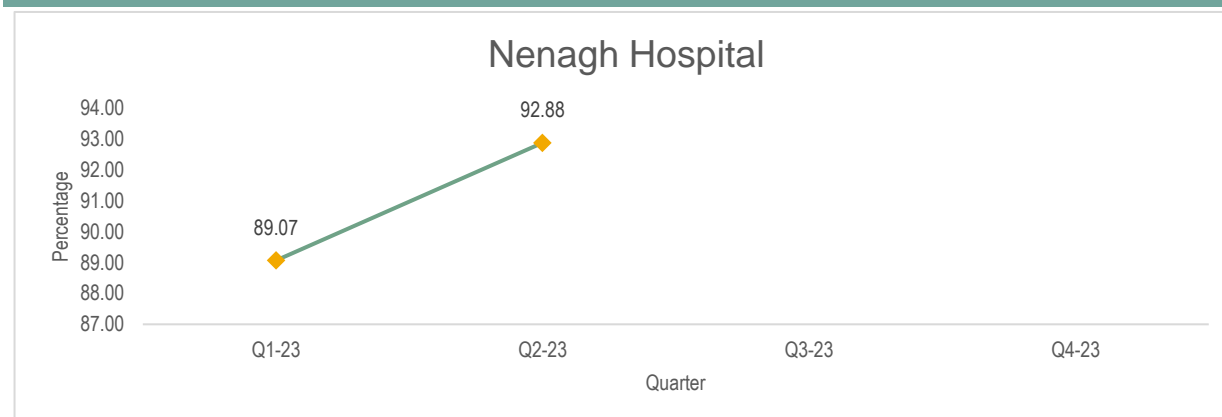 Nenagh Hospital
94.00
93.00
92.00
91.00
90.00
89.00
88.00
87.00
Percentage
89.07
92.88
Q1-23
Q2-23
Q3-23
Q4-23
Quarter